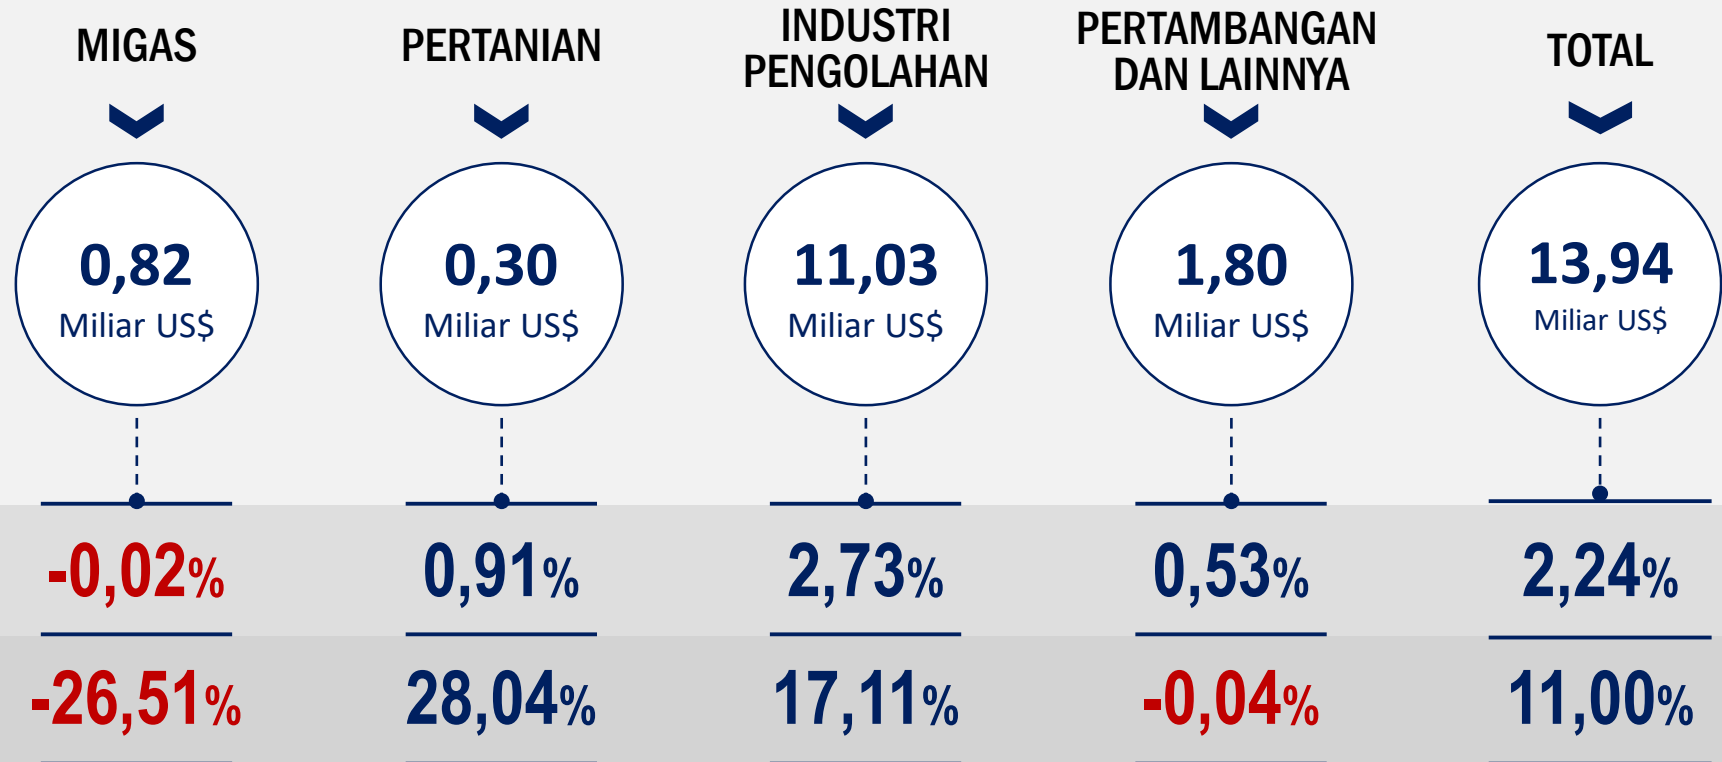 MIGAS
PERTANIAN
INDUSTRI
PENGOLAHAN
PERTAMBANGAN
DAN LAINNYA
TOTAL
0,82
Miliar US$
0,30
Miliar US$
11,03
Miliar US$
1,80
Miliar US$
13,94
Miliar US$
-0,02%
0,91%
2,73%
0,53%
2,24%
-26,51%
28,04%
17,11%
-0,04%
11,00%